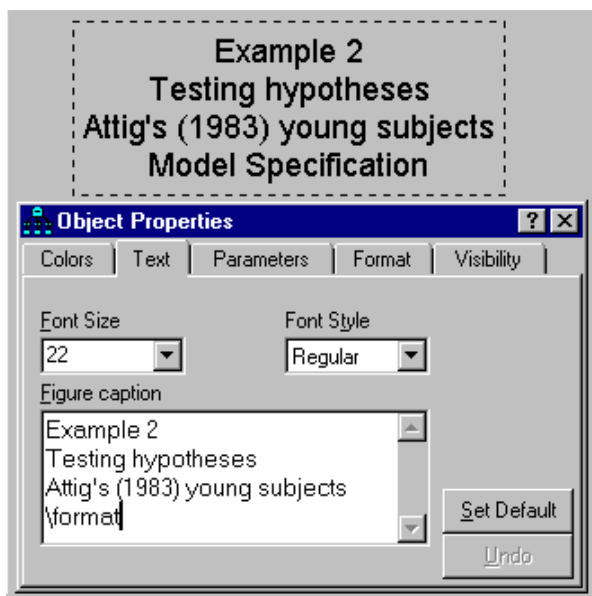 Example 2
Testing hypotheses
Attig's (1983) young subjects
Model Specification
Object Properties
? ×
Colors Text Parameters Format Visibility
Font Size Font Style
22 Regular
Figure caption
Example 2
Testing hypotheses
Attig's (1983) young subjects
\format
Set Default
Undo